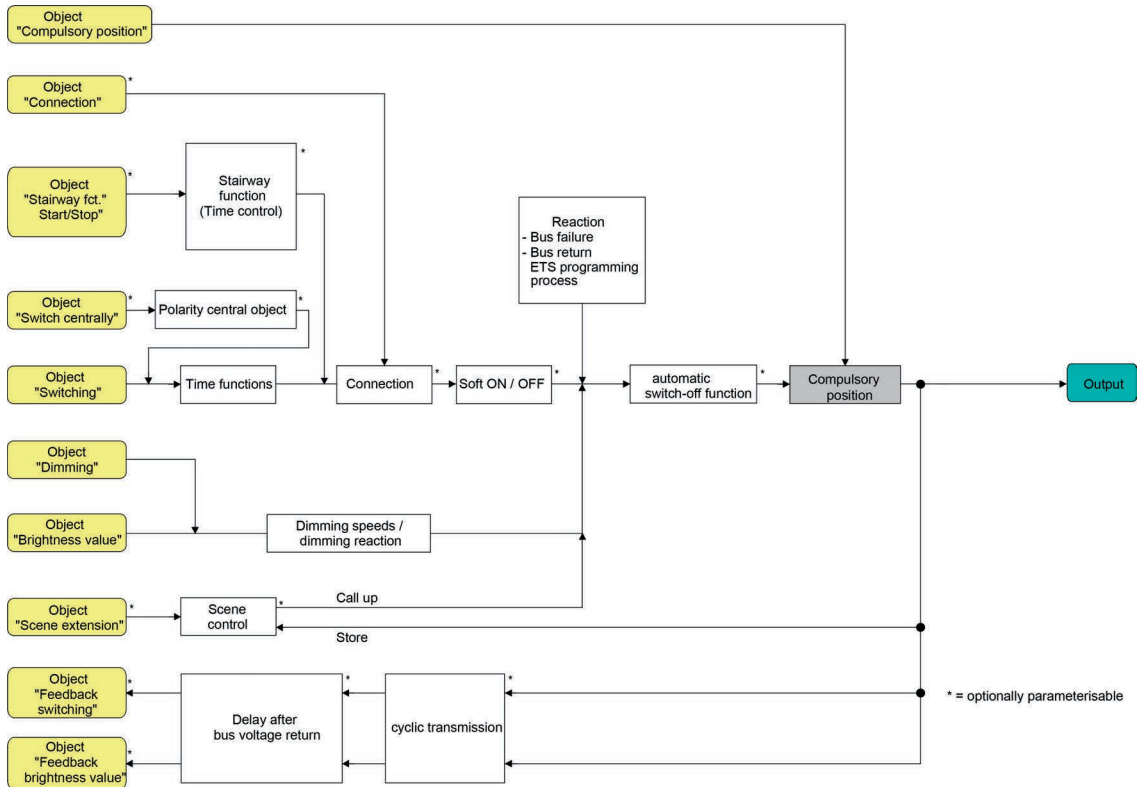 Object
"Compulsory position"
Object
"Connection"
*
Object
"Stairway fct."
Start/Stop"
*
Stairway
function
(Time control)
*
Reaction
- Bus failure
- Bus return
ETS programming
process
Object
"Switch centrally"
*
Polarity central object
*
Object
"Switching"
Time functions
Connection
*
Soft ON / OFF
*
automatic
switch-off function
*
Compulsory
position
Output
Object
"Dimming"
Object
"Brightness value"
Dimming speeds /
dimming reaction
Object
"Scene extension"
*
Scene
control
*
Call up
Store
Object
"Feedback
switching"
*
Delay after
bus voltage return
*
cyclic transmission
*
* = optionally parameterisable
Object
"Feedback
brightness value"
*